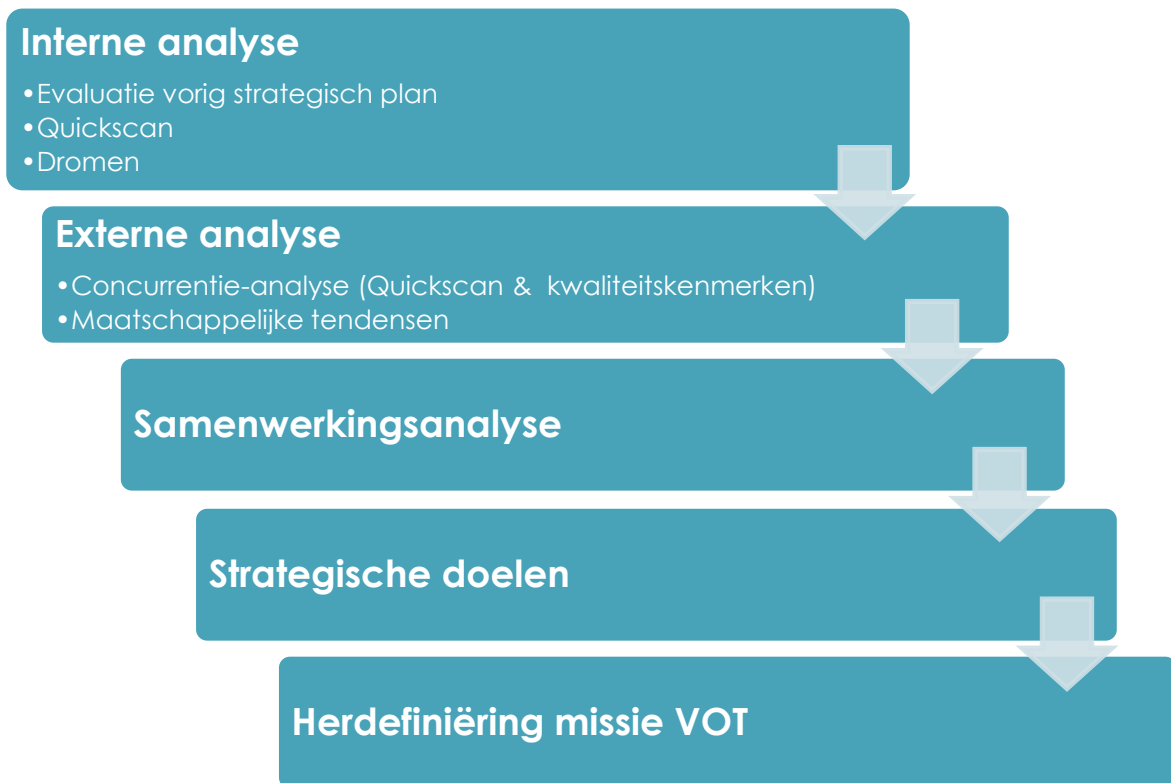 Interne analyse
•Evaluatie vorig strategisch plan
•Quickscan
•Dromen
Externe analyse
•Concurrentie-analyse (Quickscan & kwaliteitskenmerken)
•Maatschappelijke tendensen
Samenwerkingsanalyse
Strategische doelen
Herdefiniëring missie VOT